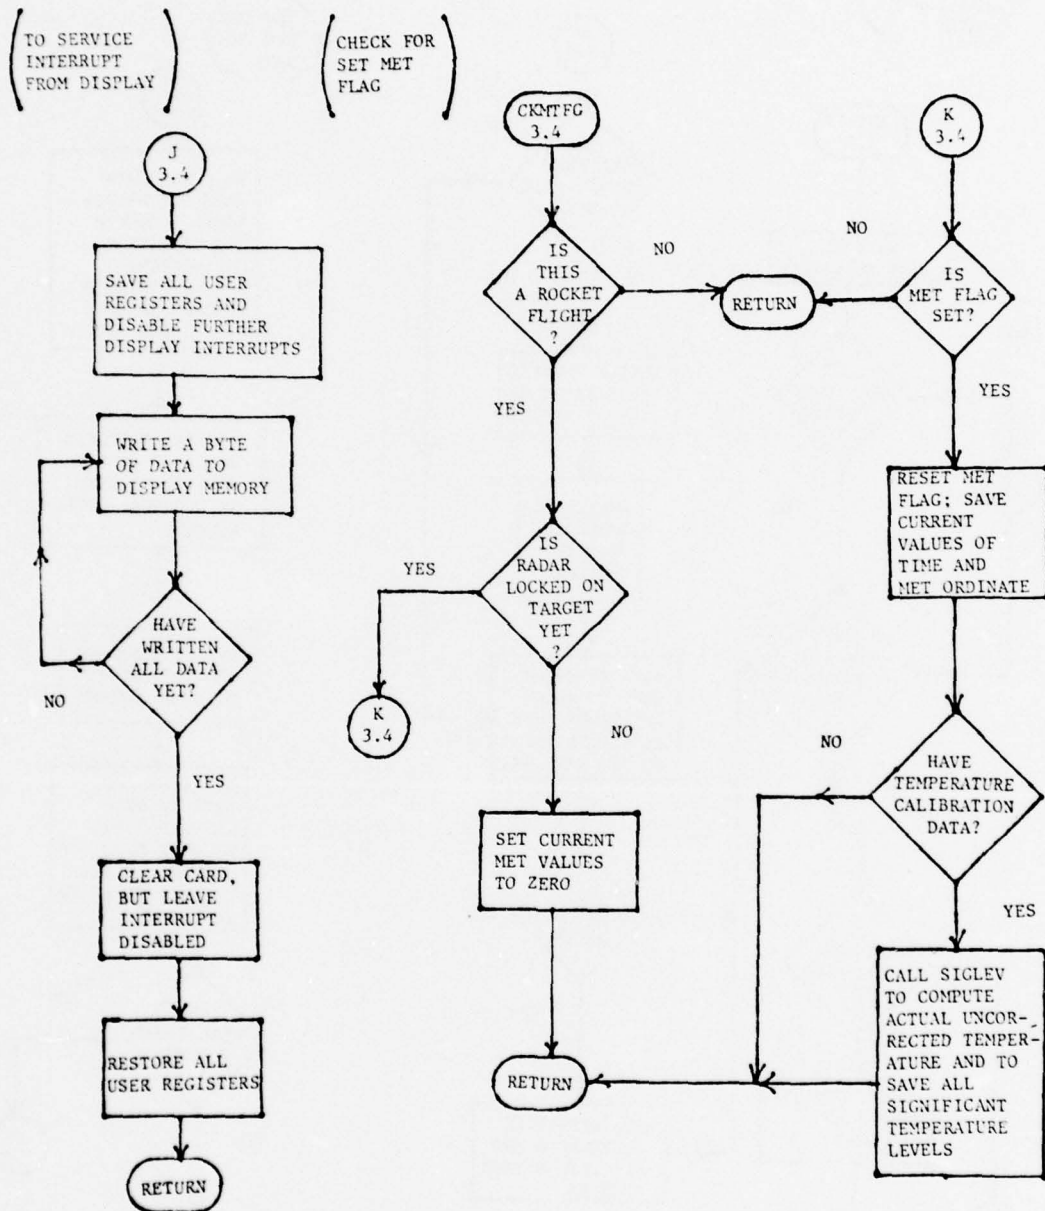 TO SERVICE
INTERRUPT
FROM DISPLAY
J
3.4
SAVE ALL USER
REGISTERS AND
DISABLE FURTHER
DISPLAY INTERRUPTS
WRITE A BYTE
OF DATA TO
DISPLAY MEMORY
HAVE
WRITTEN
ALL DATA
YET?
NO
YES
CLEAR CARD,
BUT LEAVE
INTERRUPT
DISABLED
RESTORE ALL
USER REGISTERS
RETURN
CHECK FOR
SET MET
FLAG
CKMTFG
3.4
IS
THIS
A ROCKET
FLIGHT
?
NO
YES
RETURN
IS
RADAR
LOCKED ON
TARGET
YET
?
YES
K
3.4
NO
SET CURRENT
MET VALUES
TO ZERO
RETURN
K
3.4
NO
IS
MET FLAG
SET?
YES
RESET MET
FLAG; SAVE
CURRENT
VALUES OF
TIME AND
MET ORDINATE
NO
HAVE
TEMPERATURE
CALIBRATION
DATA?
YES
CALL SIGLEV
TO COMPUTE
ACTUAL UNCOR-
RECTED TEMPER-
ATURE AND TO
SAVE ALL
SIGNIFICANT
TEMPERATURE
LEVELS